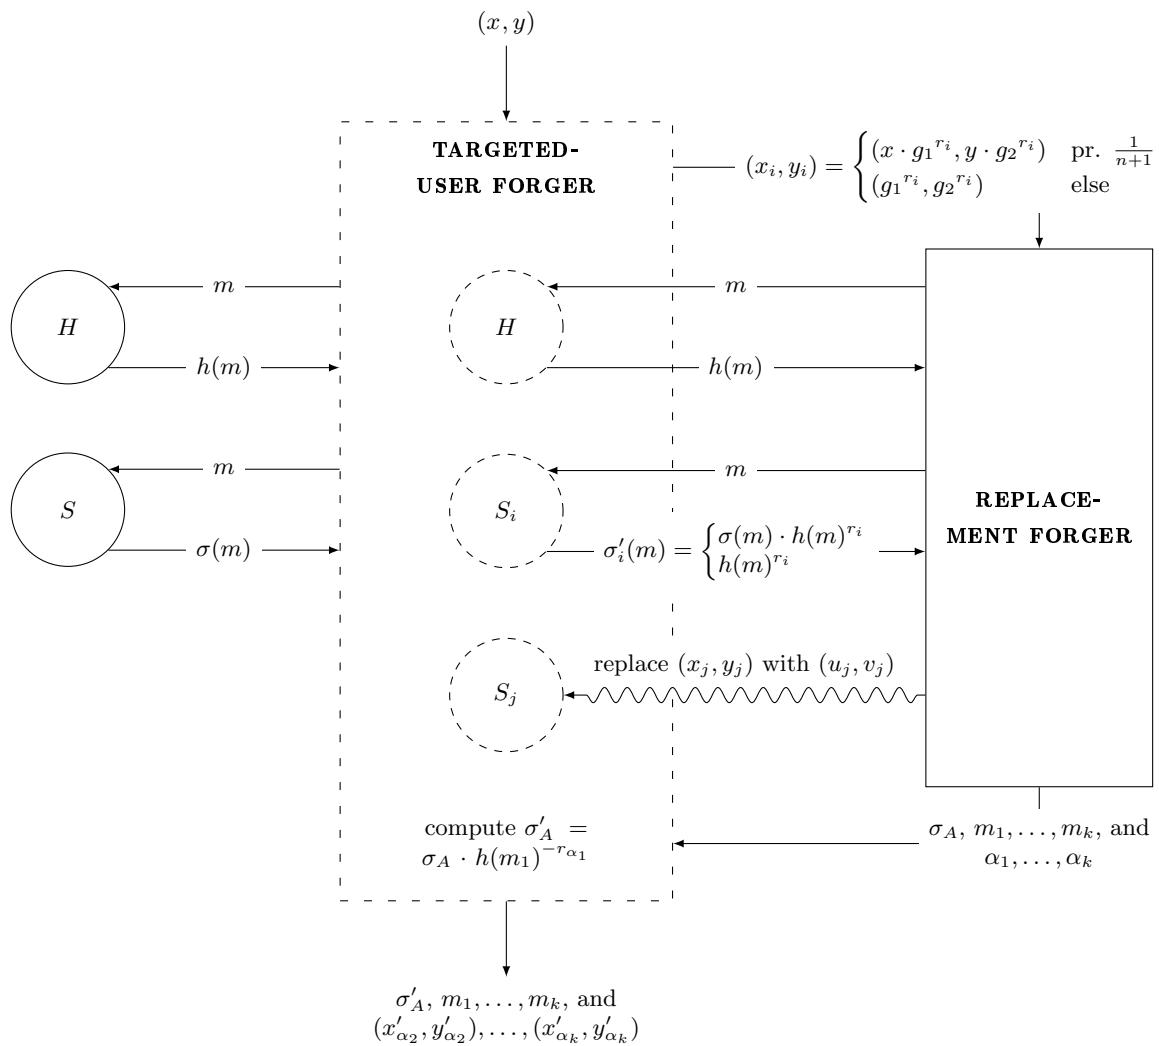 (x, y)
TARGETED-
USER FORGER
(x_i, y_i) = { (x · g_1^{r_i}, y · g_2^{r_i}) pr. 1/(n+1)
(g_1^{r_i}, g_2^{r_i}) else
H
m
h(m)
H
m
h(m)
S
m
σ(m)
S_i
m
σ'_i(m) = { σ(m) · h(m)^{r_i}
h(m)^{r_i}
REPLACE-
MENT FORGER
replace (x_j, y_j) with (u_j, v_j)
S_j
compute σ'_A =
σ_A · h(m_1)^{-r_{α_1}}
σ_A, m_1, . . . , m_k, and
α_1, . . . , α_k
σ'_A, m_1, . . . , m_k, and
(x'_{α_2}, y'_{α_2}), . . . , (x'_{α_k}, y'_{α_k})